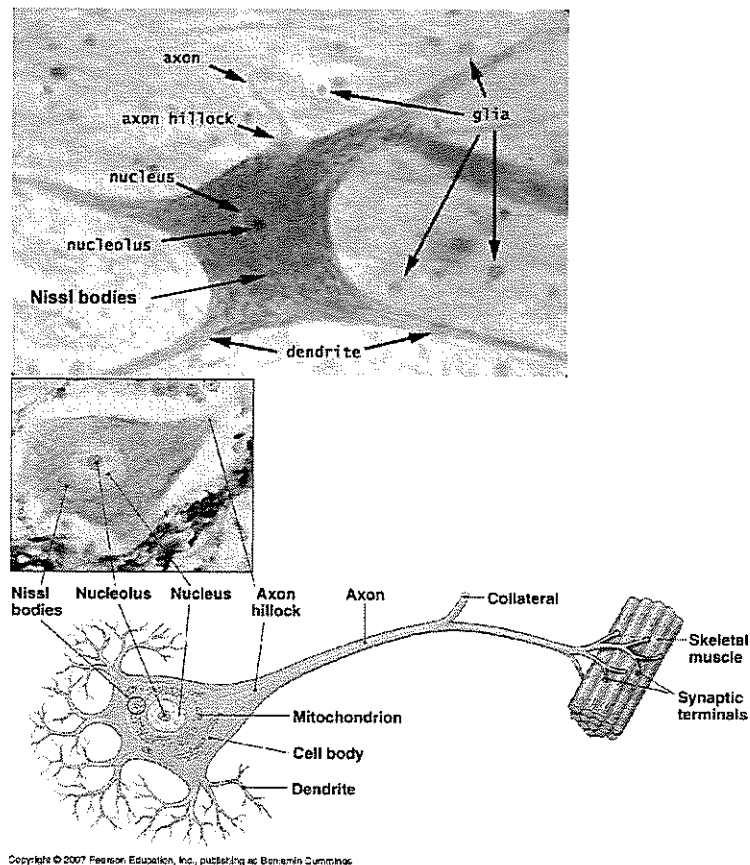 axon
axon hillock
glia
nucleus
nucleolus
Nissl bodies
dendrite
Nissl
bodies
Nucleolus
Nucleus
Axon
hillock
Axon
Collateral
Skeletal
muscle
Synaptic
terminals
Mitochondrion
Cell body
Dendrite
Copyright © 2007 Pearson Education, Inc., publishing as Benjamin Cummings